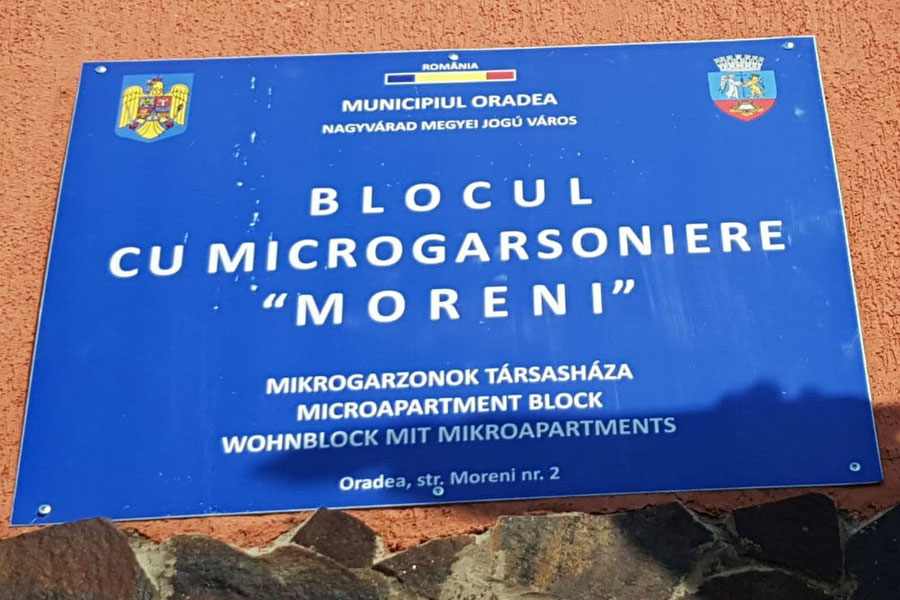 ROMÂNIA
MUNICIPIUL ORADEA
NAGYVÁRAD MEGYEI JOGÚ VÁROS
BLOCUL
CU MICROGARSONIERE
“MORENI”
MIKROGARZONOK TÁRSASHÁZA
MICROAPARTMENT BLOCK
WOHNBLOCK MIT MIKROAPARTMENTS
Oradea, str. Moreni nr. 2